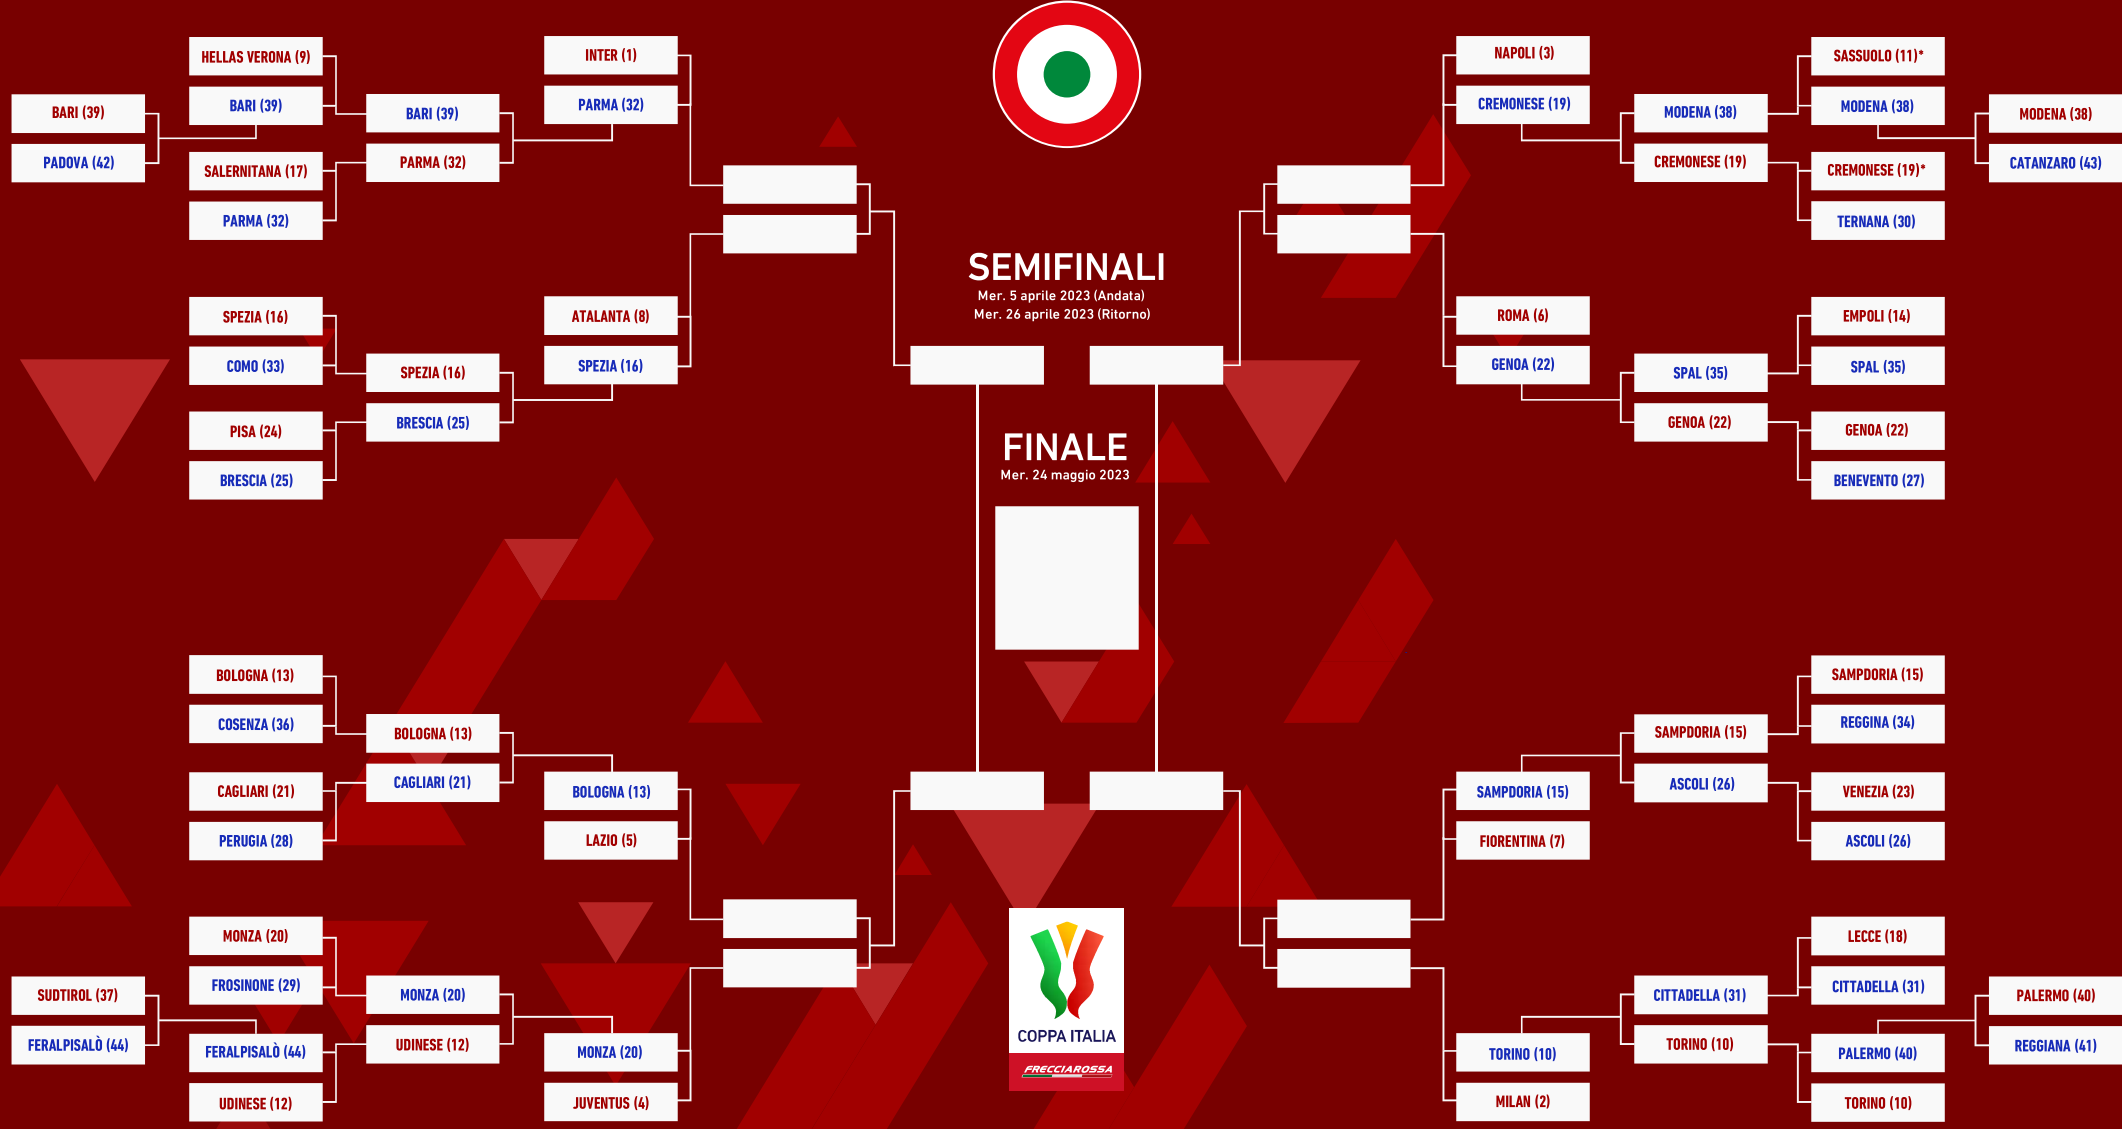 BARI (39)
PADOVA (42)
HELLAS VERONA (9)
BARI (39)
SALERNITANA (17)
PARMA (32)
BARI (39)
PARMA (32)
INTER (1)
PARMA (32)
SPEZIA (16)
COMO (33)
PISA (24)
BRESCIA (25)
SPEZIA (16)
BRESCIA (25)
ATALANTA (8)
SPEZIA (16)
BOLOGNA (13)
COSENZA (36)
CAGLIARI (21)
PERUGIA (28)
BOLOGNA (13)
CAGLIARI (21)
BOLOGNA (13)
LAZIO (5)
SUDTIROL (37)
FERALPISALÒ (44)
MONZA (20)
FROSINONE (29)
FERALPISALÒ (44)
UDINESE (12)
MONZA (20)
UDINESE (12)
MONZA (20)
JUVENTUS (4)
SEMIFINALI
Mer. 5 aprile 2023 (Andata)
Mer. 26 aprile 2023 (Ritorno)
FINALE
Mer. 24 maggio 2023
COPPA ITALIA
FRECCIAROSSA
NAPOLI (3)
CREMONESE (19)
MODENA (38)
CREMONESE (19)
SASSUOLO (11)*
MODENA (38)
CREMONESE (19)*
TERNANA (30)
MODENA (38)
CATANZARO (43)
ROMA (6)
GENOA (22)
SPAL (35)
GENOA (22)
EMPOLI (14)
SPAL (35)
GENOA (22)
BENEVENTO (27)
SAMPDORIA (15)
FIORENTINA (7)
SAMPDORIA (15)
ASCOLI (26)
SAMPDORIA (15)
REGGINA (34)
VENEZIA (23)
ASCOLI (26)
TORINO (10)
MILAN (2)
CITTADELLA (31)
TORINO (10)
LECCE (18)
CITTADELLA (31)
PALERMO (40)
TORINO (10)
PALERMO (40)
REGGIANA (41)